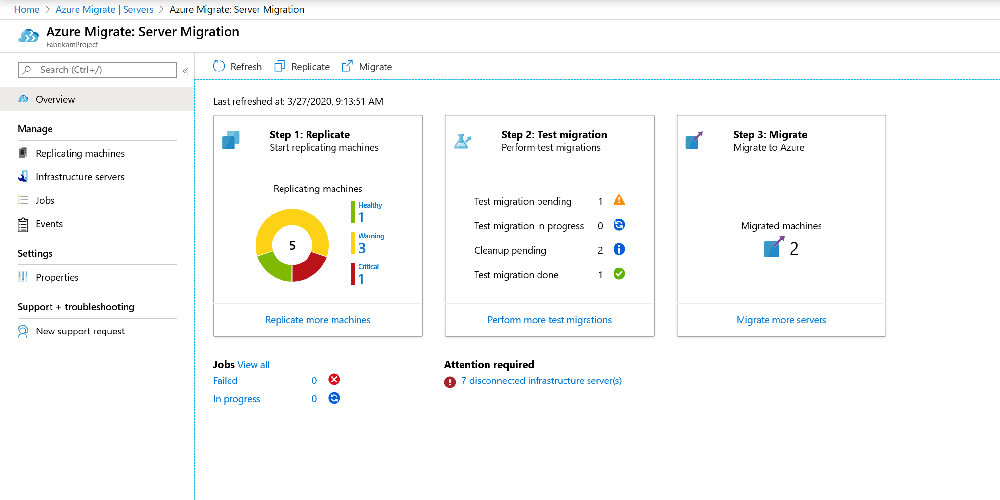 Home > Azure Migrate | Servers > Azure Migrate: Server Migration
Azure Migrate: Server Migration
FabrikamProject
Search (Ctrl+/)
«
Overview
Manage
Replicating machines
Infrastructure servers
Jobs
Events
Settings
Properties
Support + troubleshooting
New support request
Refresh
Replicate
Migrate
Last refreshed at: 3/27/2020, 9:13:51 AM
Step 1: Replicate
Start replicating machines
Replicating machines
5
Healthy
1
Warning
3
Critical
1
Replicate more machines
Step 2: Test migration
Perform test migrations
Test migration pending 1
Test migration in progress 0
Cleanup pending 2
Test migration done 1
Perform more test migrations
Step 3: Migrate
Migrate to Azure
Migrated machines
2
Migrate more servers
Jobs View all
Failed 0
In progress 0
Attention required
7 disconnected infrastructure server(s)